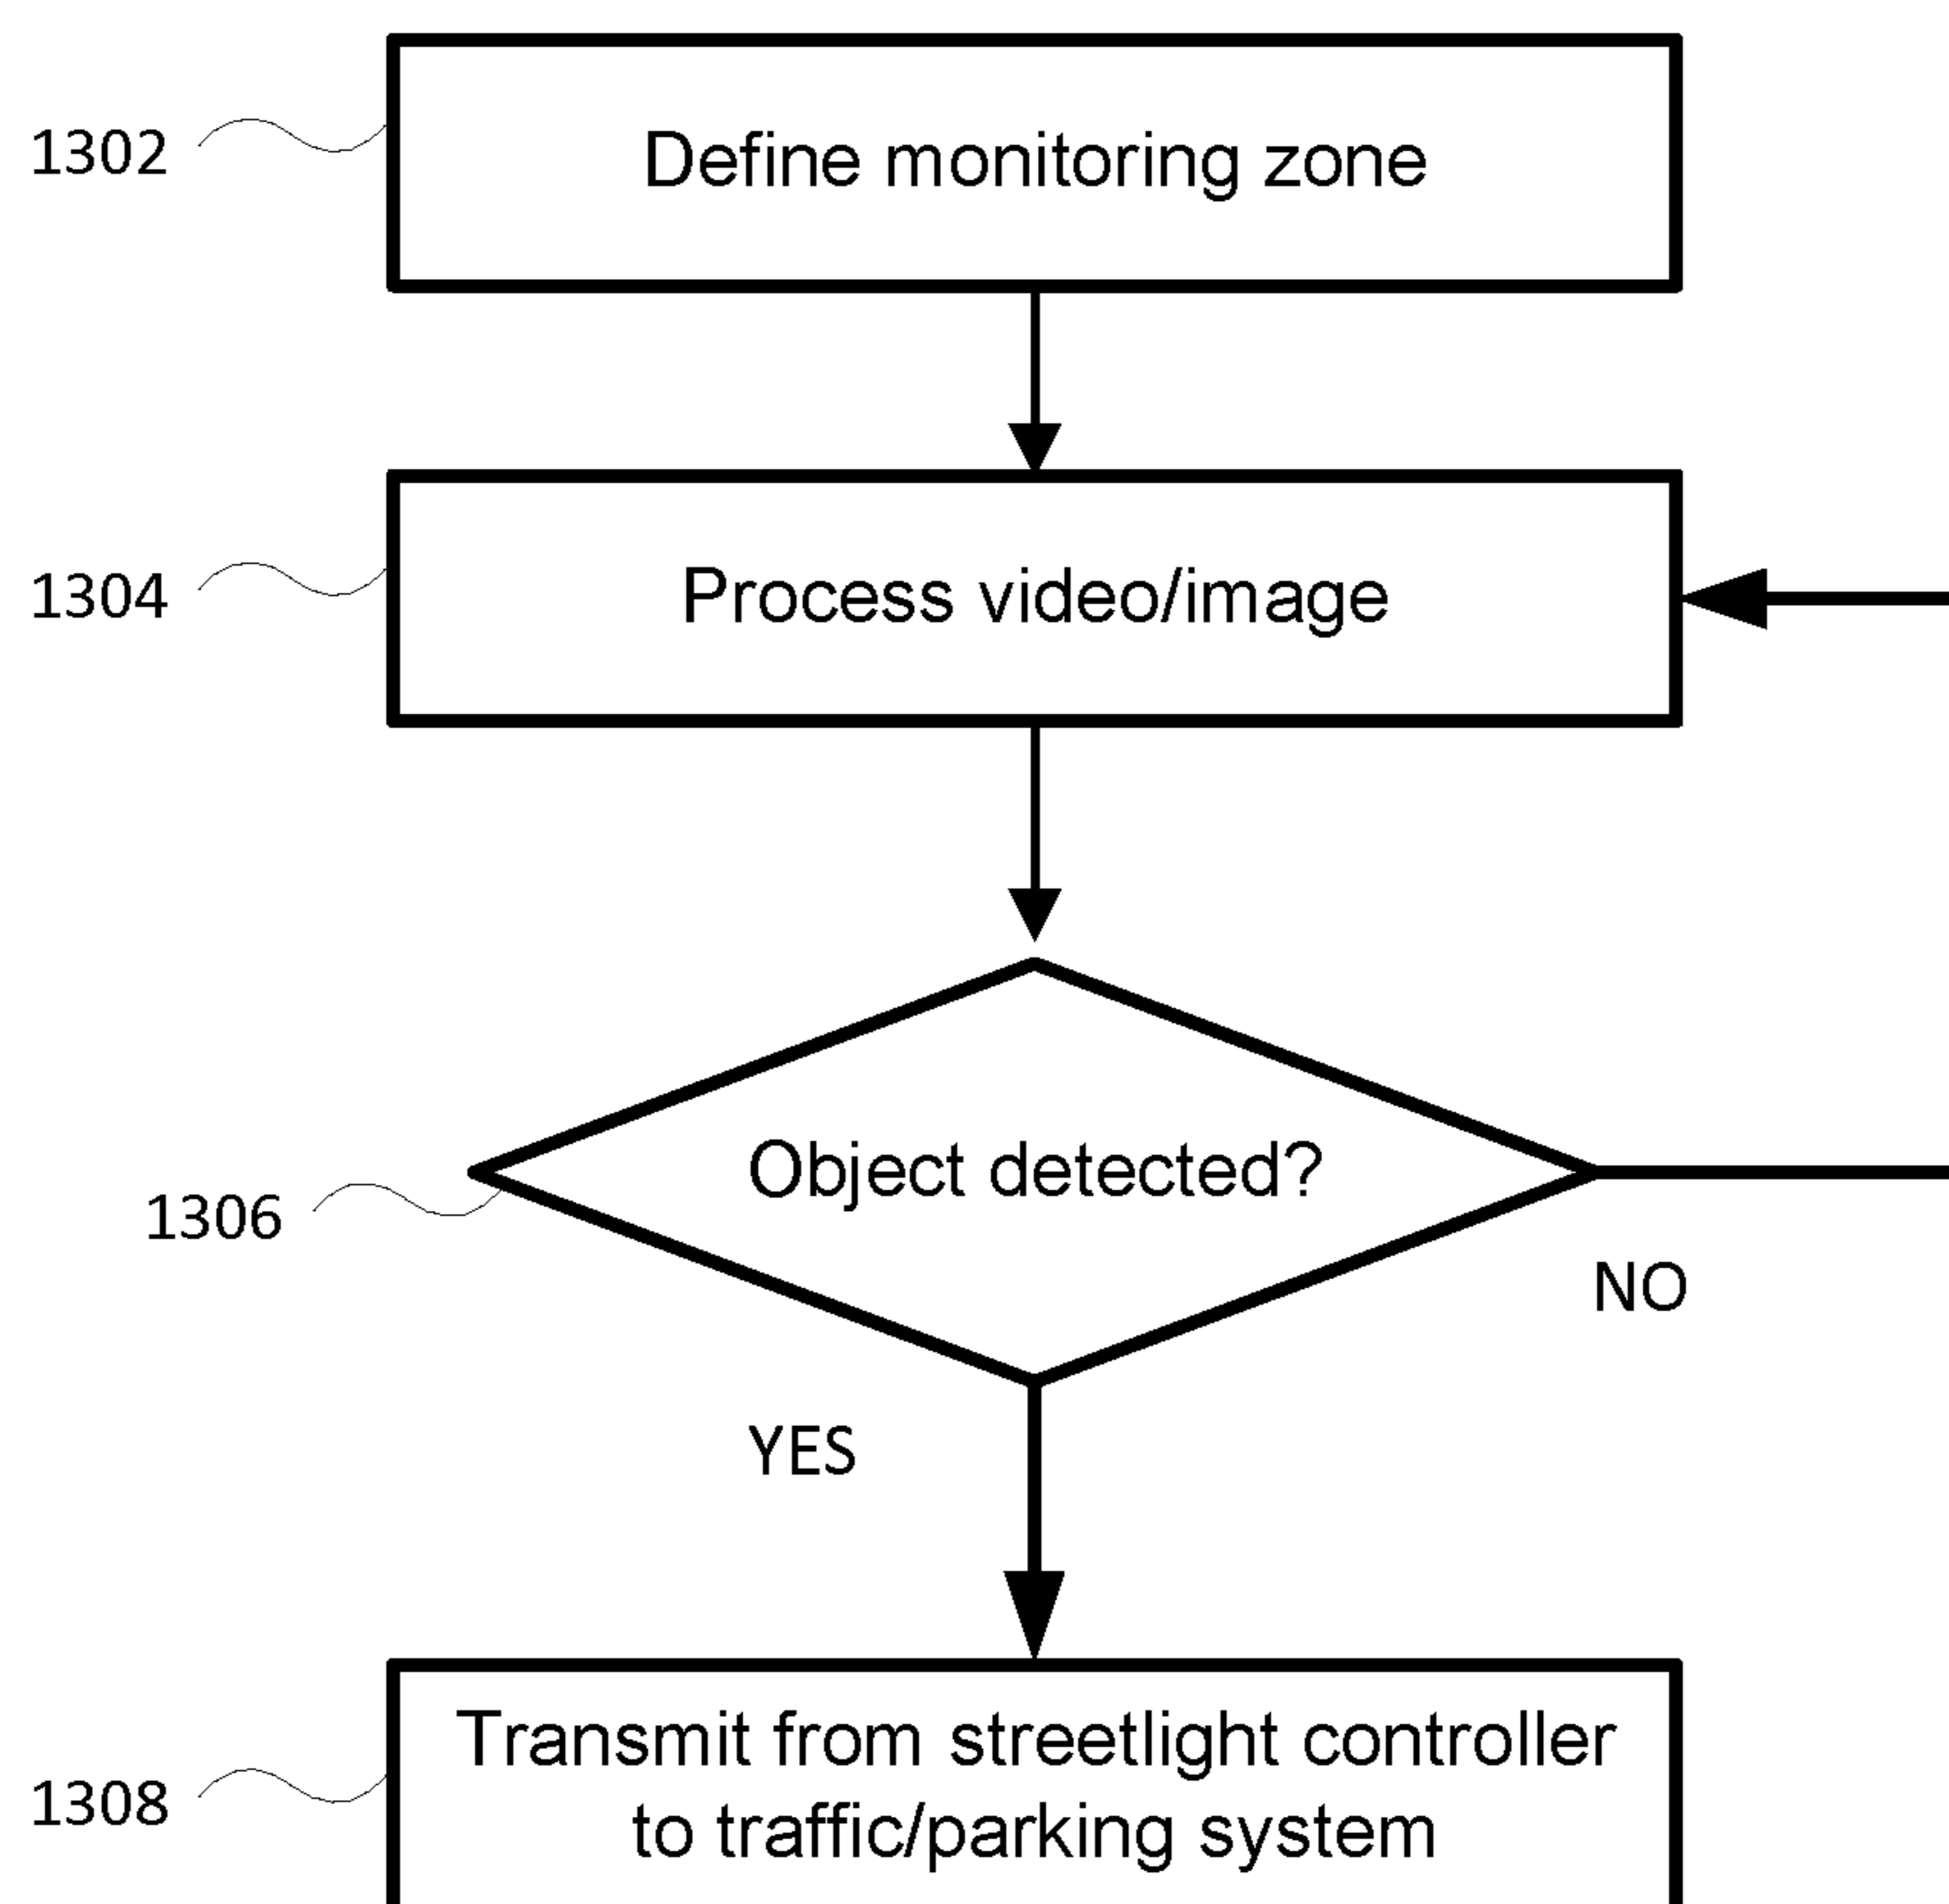 1302
Define monitoring zone
1304
Process video/image
Object detected?
1306
NO
YES
Transmit from streetlight controller
1308
to traffic/parking system